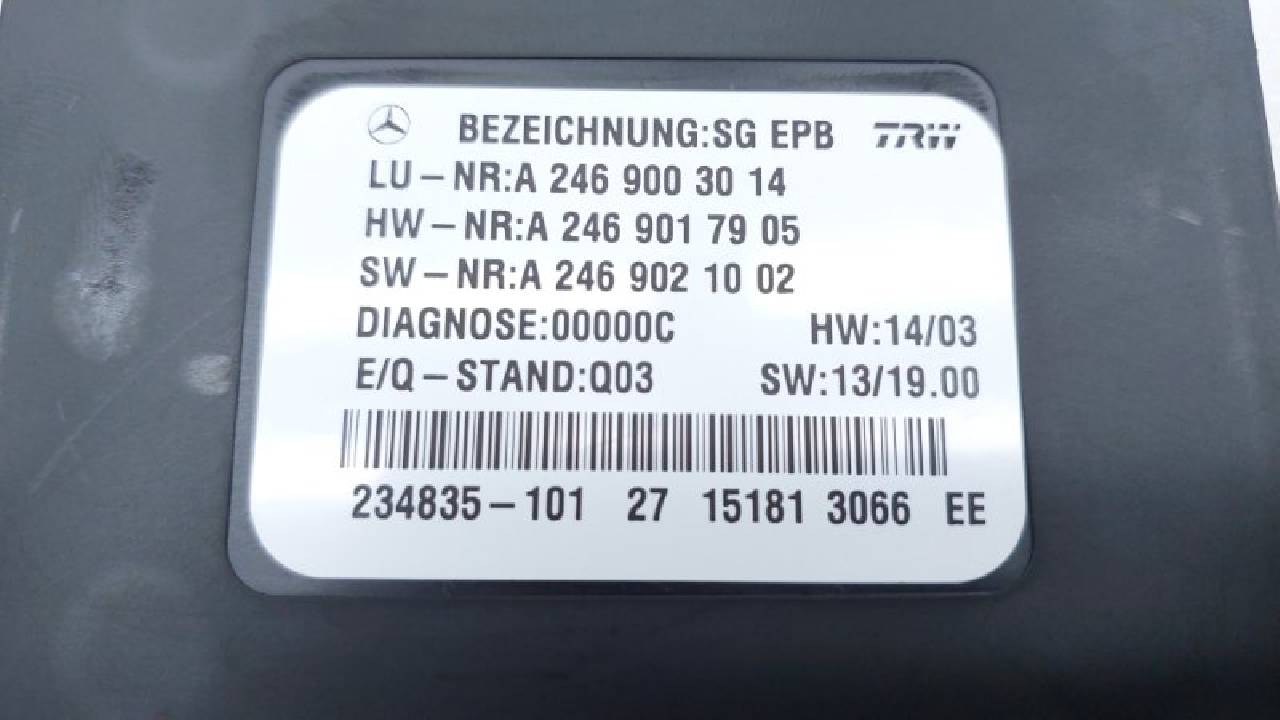 BEZEICHNUNG:SG EPB TRW
LU-NR:A 246 900 30 14
HW-NR:A 246 901 79 05
SW-NR:A 246 902 10 02
DIAGNOSE:00000C HW:14/03
E/Q-STAND:Q03 SW:13/19.00
234835-101 27 15181 3066 EE